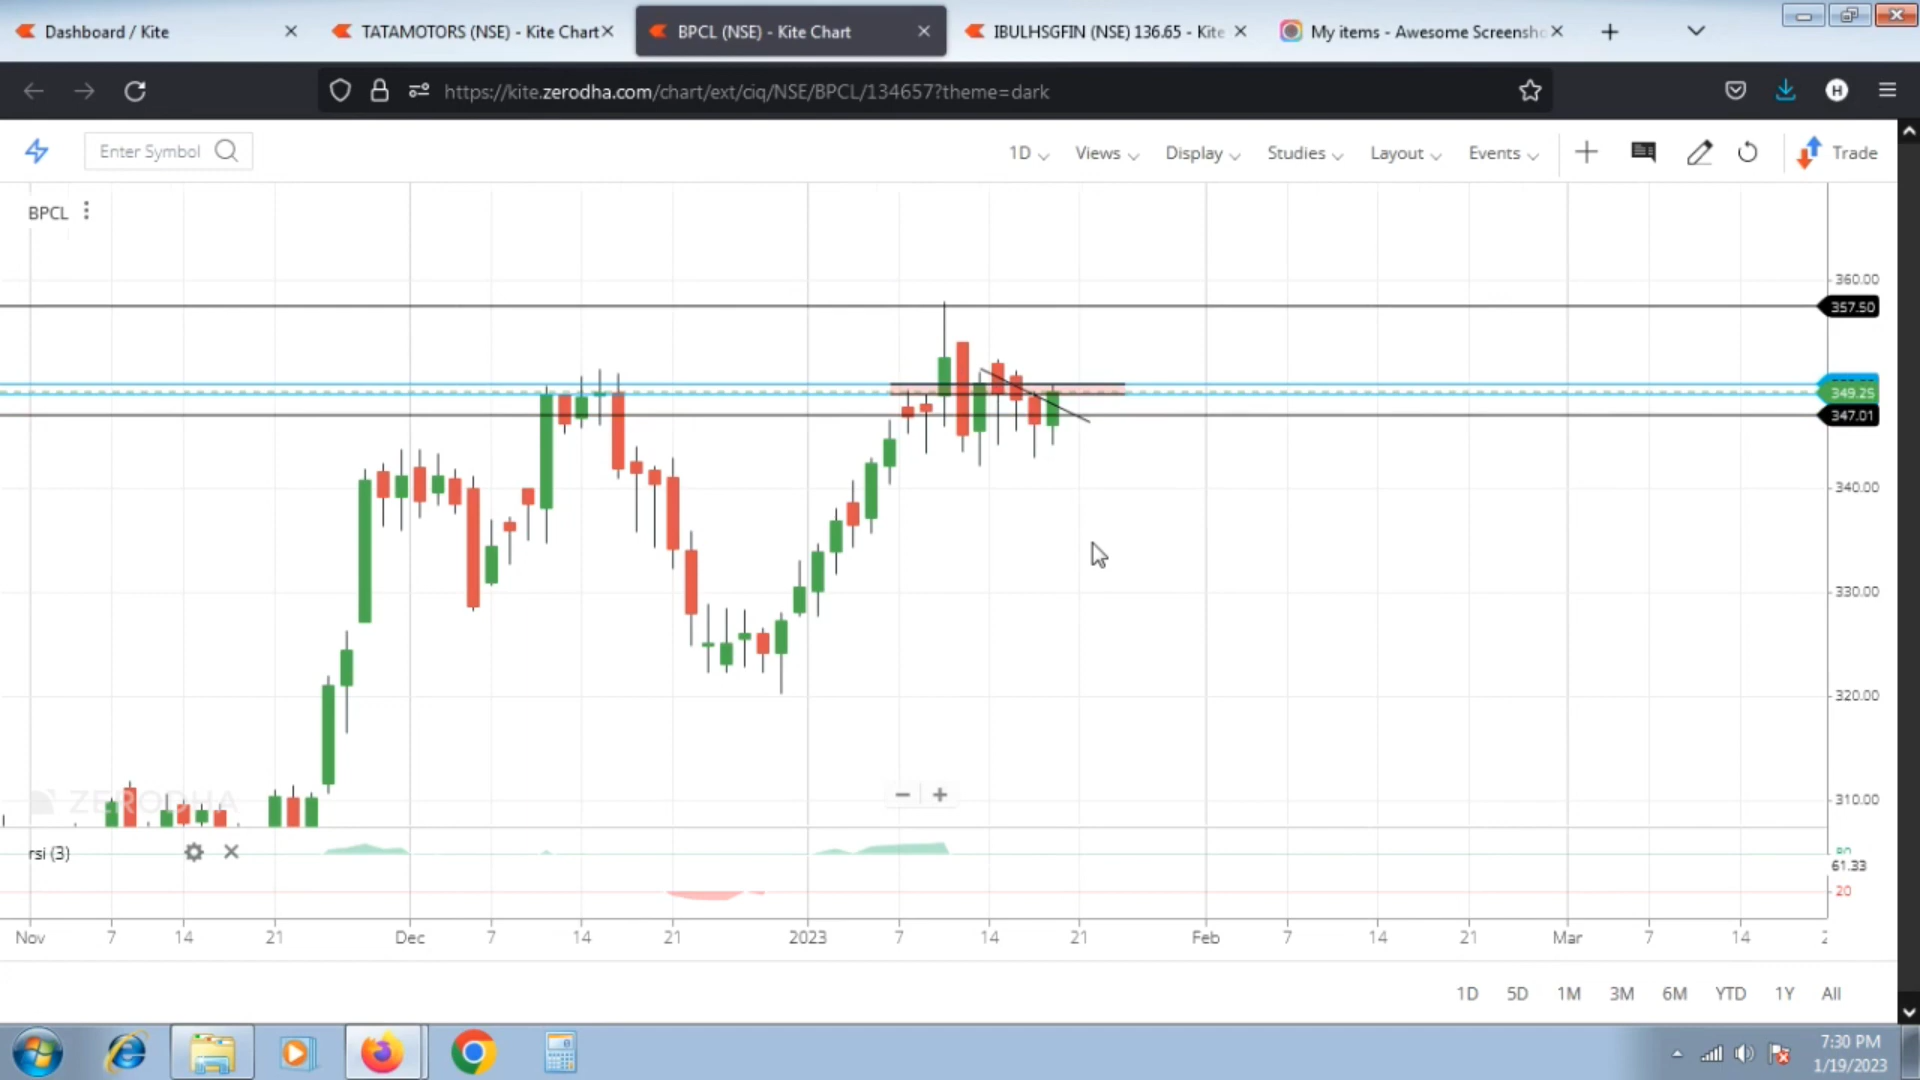 Dashboard / Kite
TATAMOTORS (NSE) - Kite Chart
BPCL (NSE) - Kite Chart
IBULHSGFIN (NSE) 136.65 - Kite
My items - Awesome Screensho
https://kite.zerodha.com/chart/ext/ciq/NSE/BPCL/134657?theme=dark
H
Enter Symbol
1D
Views
Display
Studies
Layout
Events
Trade
BPCL
360.00
357.50
349.25
347.01
340.00
330.00
320.00
310.00
ZERODHA
rsi (3)
80
61.33
20
Nov 7 14 21 Dec 7 14 21 2023 7 14 21 Feb 7 14 21 Mar 7 14
1D 5D 1M 3M 6M YTD 1Y All
7:30 PM
1/19/2023